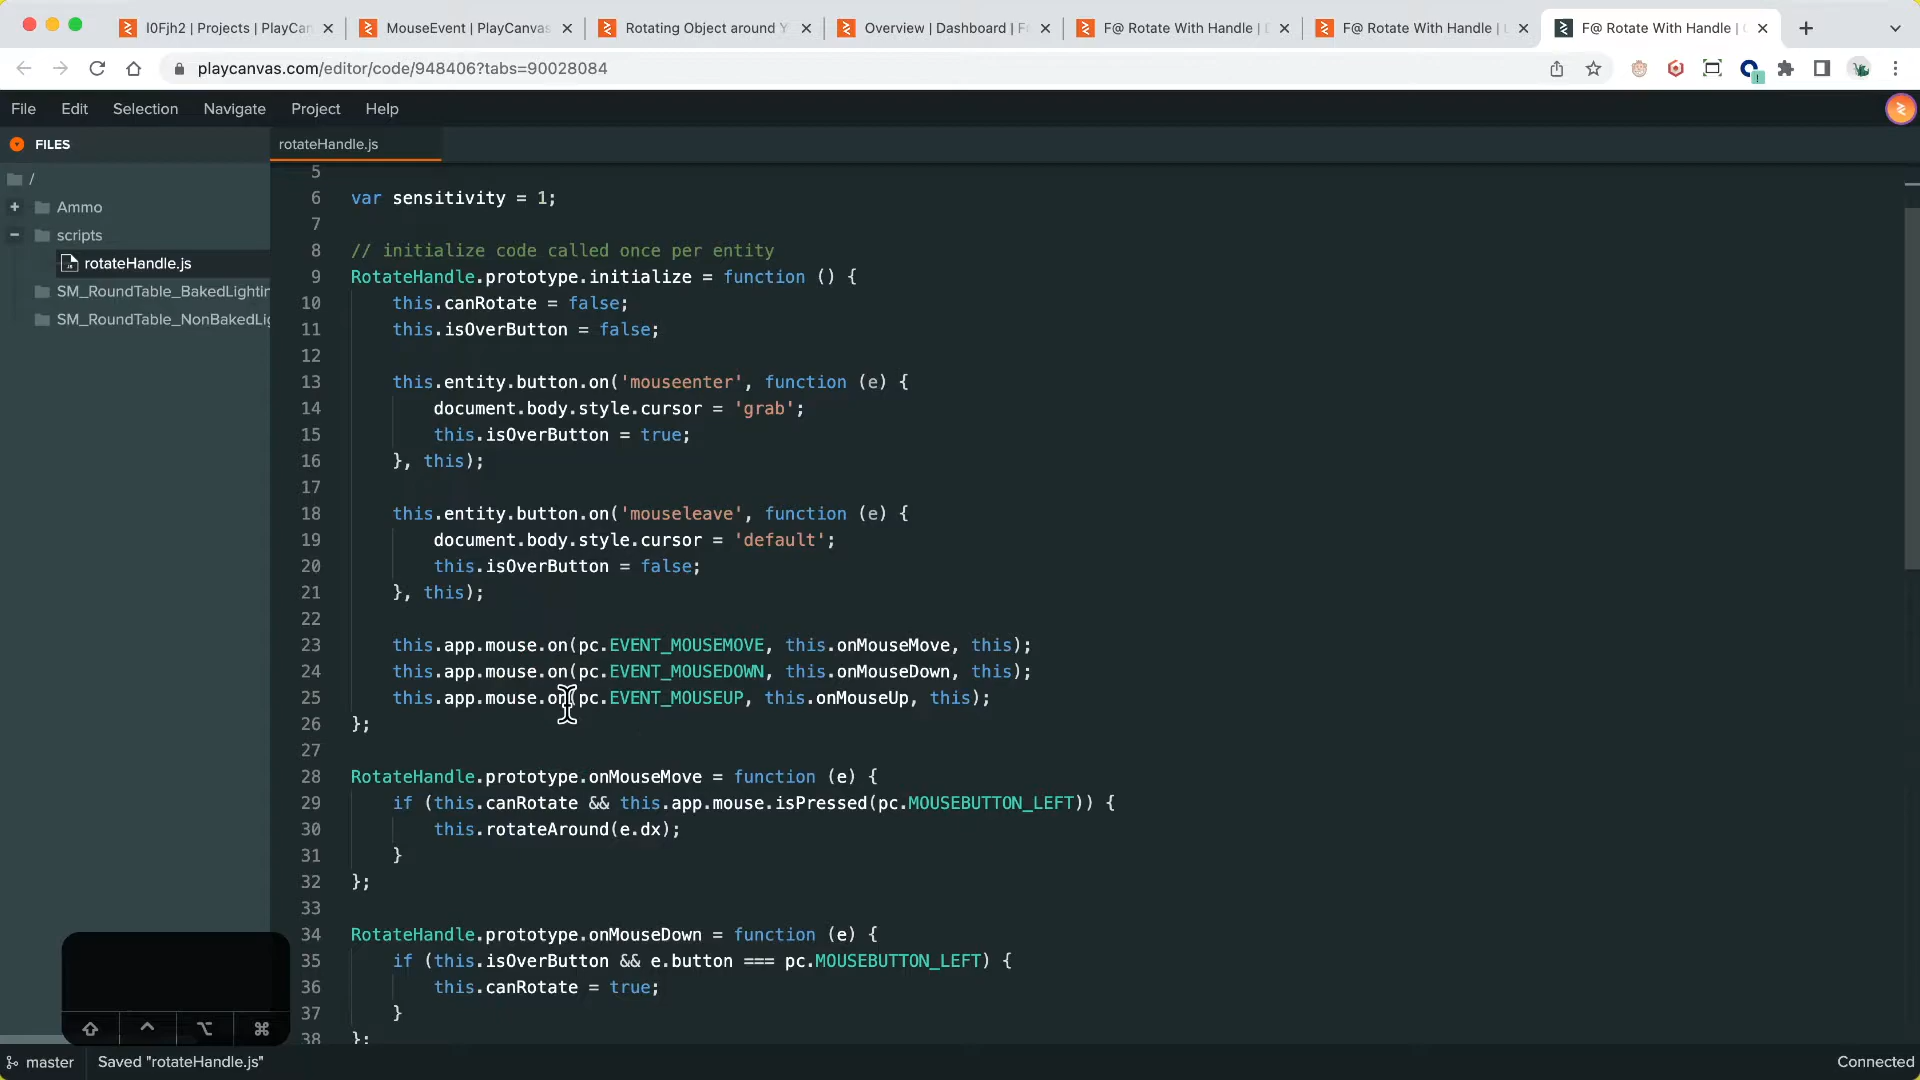 I0Fjh2 | Projects | PlayCan
MouseEvent | PlayCanvas
Rotating Object around Y
Overview | Dashboard | F
F@ Rotate With Handle |
F@ Rotate With Handle |
F@ Rotate With Handle |
playcanvas.com/editor/code/948406?tabs=90028084
File Edit Selection Navigate Project Help
FILES
rotateHandle.js
/
Ammo
scripts
rotateHandle.js
SM_RoundTable_BakedLightin
SM_RoundTable_NonBakedLig
5
6 var sensitivity = 1;
7
8 // initialize code called once per entity
9 RotateHandle.prototype.initialize = function () {
10 this.canRotate = false;
11 this.isOverButton = false;
12
13 this.entity.button.on('mouseenter', function (e) {
14 document.body.style.cursor = 'grab';
15 this.isOverButton = true;
16 }, this);
17
18 this.entity.button.on('mouseleave', function (e) {
19 document.body.style.cursor = 'default';
20 this.isOverButton = false;
21 }, this);
22
23 this.app.mouse.on(pc.EVENT_MOUSEMOVE, this.onMouseMove, this);
24 this.app.mouse.on(pc.EVENT_MOUSEDOWN, this.onMouseDown, this);
25 this.app.mouse.on(pc.EVENT_MOUSEUP, this.onMouseUp, this);
26 };
27
28 RotateHandle.prototype.onMouseMove = function (e) {
29 if (this.canRotate && this.app.mouse.isPressed(pc.MOUSEBUTTON_LEFT)) {
30 this.rotateAround(e.dx);
31 }
32 };
33
34 RotateHandle.prototype.onMouseDown = function (e) {
35 if (this.isOverButton && e.button === pc.MOUSEBUTTON_LEFT) {
36 this.canRotate = true;
37 }
38 };
master
Saved "rotateHandle.js"
Connected